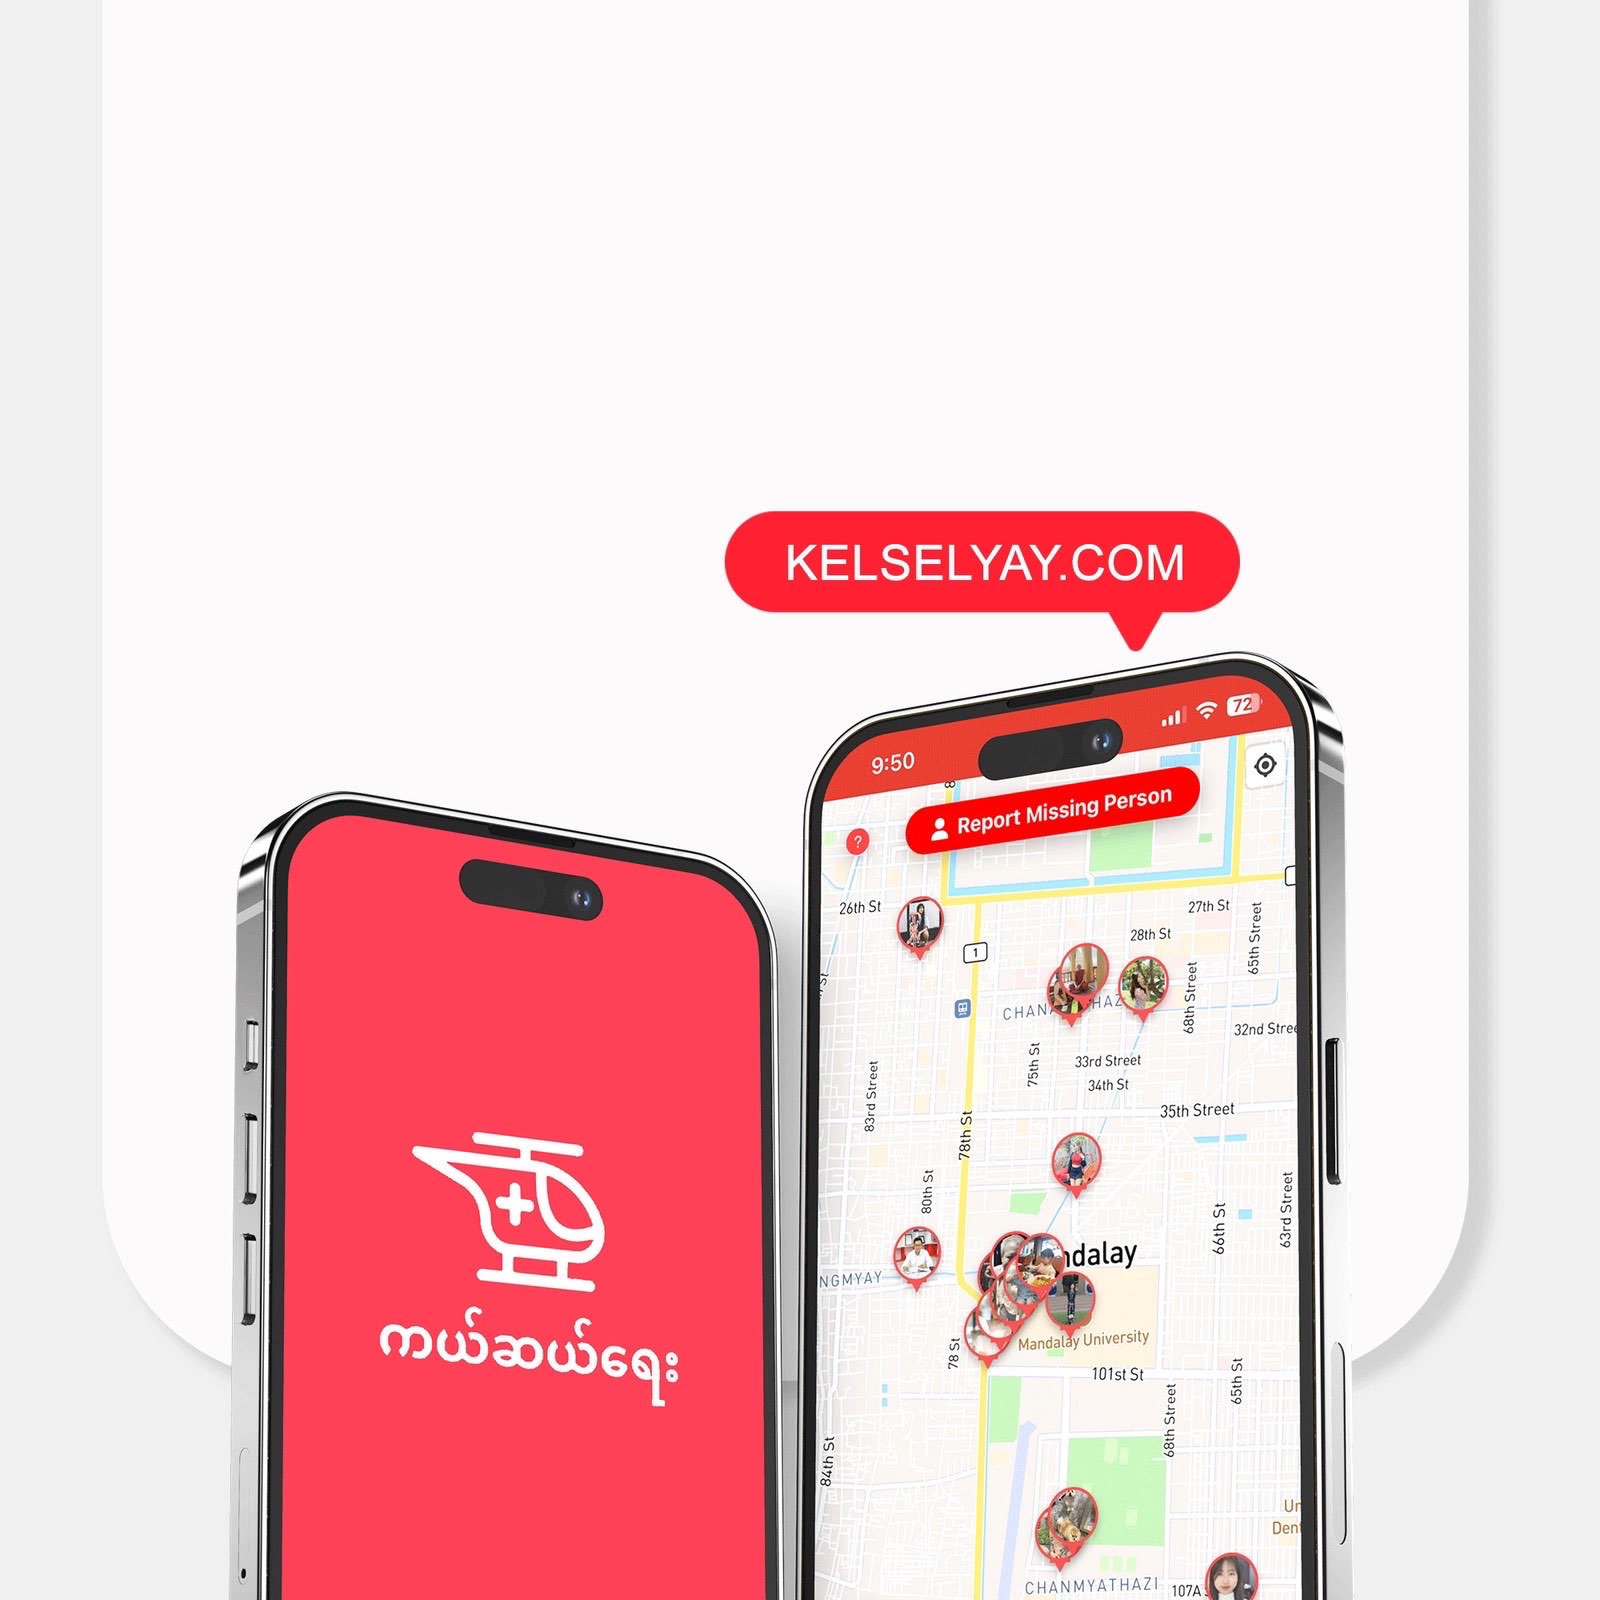 KELSELYAY.COM
9:50
72
Report Missing Person
?
26th St
27th St
28th St
65th Street
1
68th Street
32nd Stree
75th St
33rd Street
34th St
83rd Street
35th Street
78th St
80th St
66th St
63rd Street
ndalay
NGMYAY
Mandalay University
78 St
101st St
65th St
68th Street
84th St
Un
Dent
CHANMYATHAZI
107A
ကယ်ဆယ်ရေး